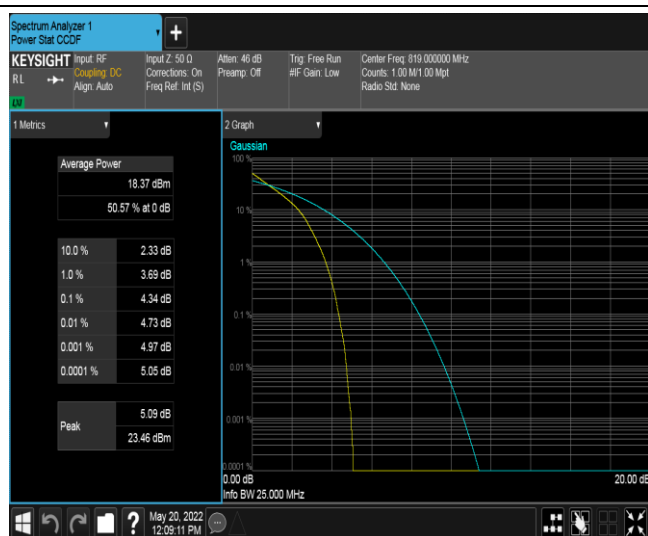 Spectrum Analyzer 1
Power Stat CCDF
+
KEYSIGHT
RL
LXI
Input: RF
Coupling: DC
Align: Auto
Input Z: 50 Ω
Corrections: On
Freq Ref: Int (S)
Atten: 46 dB
Preamp: Off
Trig: Free Run
#IF Gain: Low
Center Freq: 819.000000 MHz
Counts: 1.00 M/1.00 Mpt
Radio Std: None
1 Metrics
Average Power
18.37 dBm
50.57 % at 0 dB
10.0 % 2.33 dB
1.0 % 3.69 dB
0.1 % 4.34 dB
0.01 % 4.73 dB
0.001 % 4.97 dB
0.0001 % 5.05 dB
Peak
5.09 dB
23.46 dBm
2 Graph
Gaussian
100 %
10 %
1 %
0.1 %
0.01 %
0.001 %
0.0001 %
0.00 dB 20.00 dB
Info BW 25.000 MHz
?
May 20, 2022
12:09:11 PM